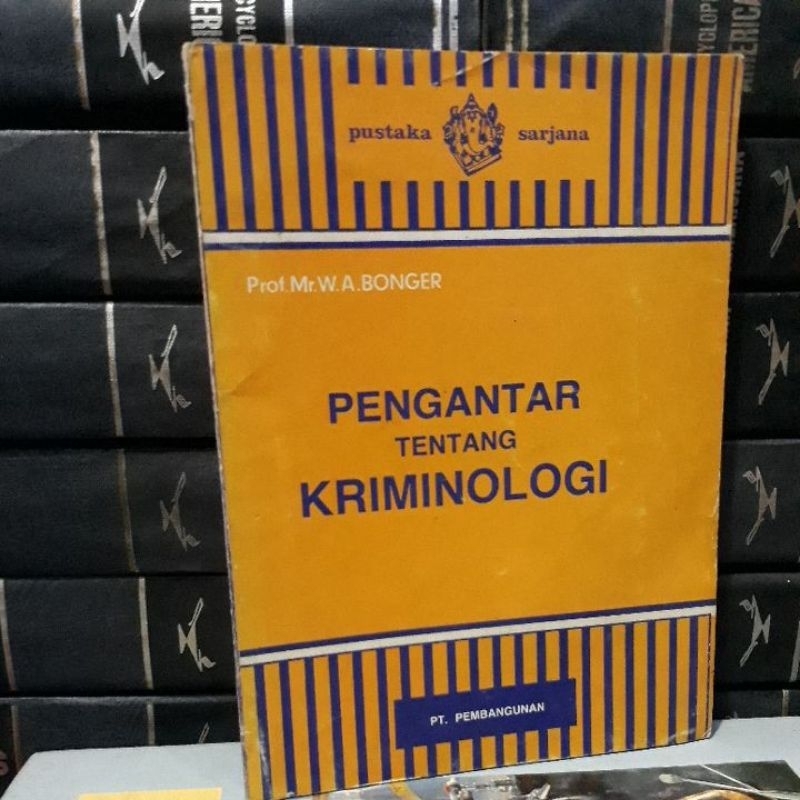 pustaka sarjana
Prof.Mr.W.A.BONGER
PENGANTAR
TENTANG
KRIMINOLOGI
PT. PEMBANGUNAN